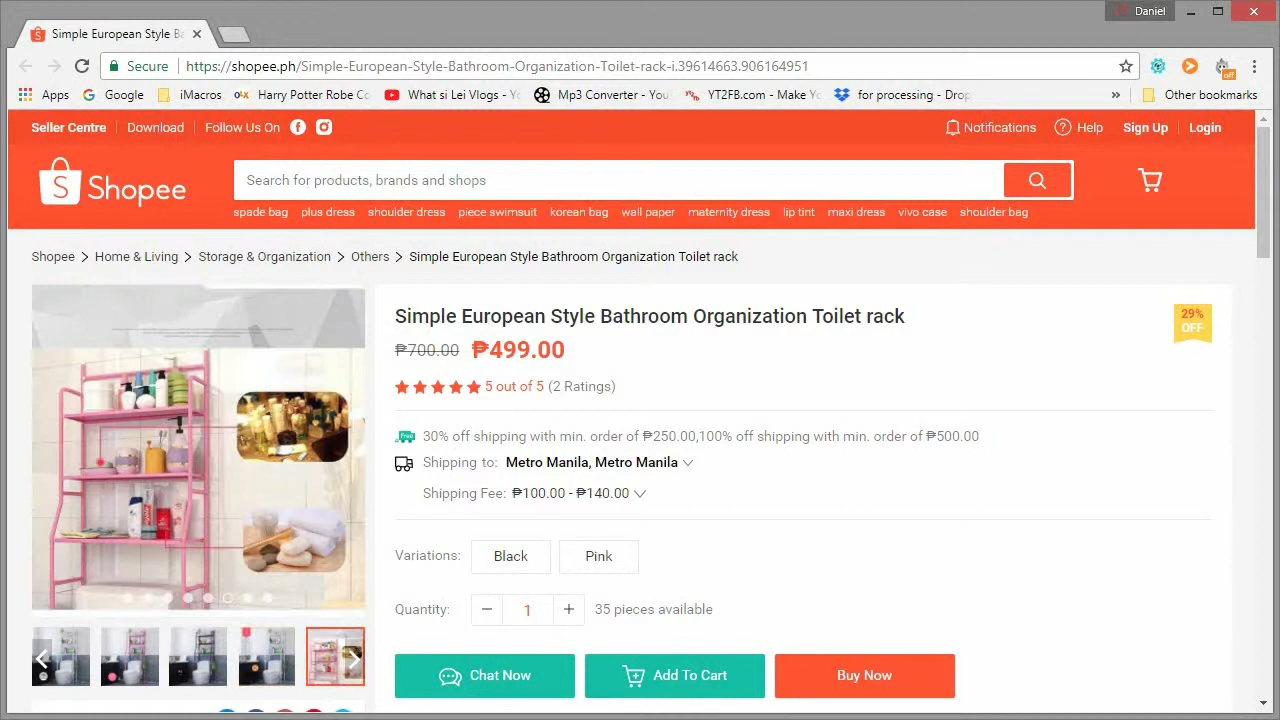 Daniel
Simple European Style Ba
Secure https://shopee.ph/Simple-European-Style-Bathroom-Organization-Toilet-rack-i.39614663.906164951
off
Apps Google iMacros Harry Potter Robe Co What si Lei Vlogs - Yo Mp3 Converter - You YT2FB.com - Make Yo for processing - Drop » Other bookmarks
Seller Centre Download Follow Us On Notifications Help Sign Up Login
Shopee Search for products, brands and shops
spade bag plus dress shoulder dress piece swimsuit korean bag wall paper maternity dress lip tint maxi dress vivo case shoulder bag
Shopee > Home & Living > Storage & Organization > Others > Simple European Style Bathroom Organization Toilet rack
Simple European Style Bathroom Organization Toilet rack
29% OFF
₱700.00 ₱499.00
5 out of 5 (2 Ratings)
free 30% off shipping with min. order of ₱250.00,100% off shipping with min. order of ₱500.00
Shipping to: Metro Manila, Metro Manila
Shipping Fee: ₱100.00 - ₱140.00
Variations: Black Pink
Quantity: − 1 + 35 pieces available
Chat Now Add To Cart Buy Now